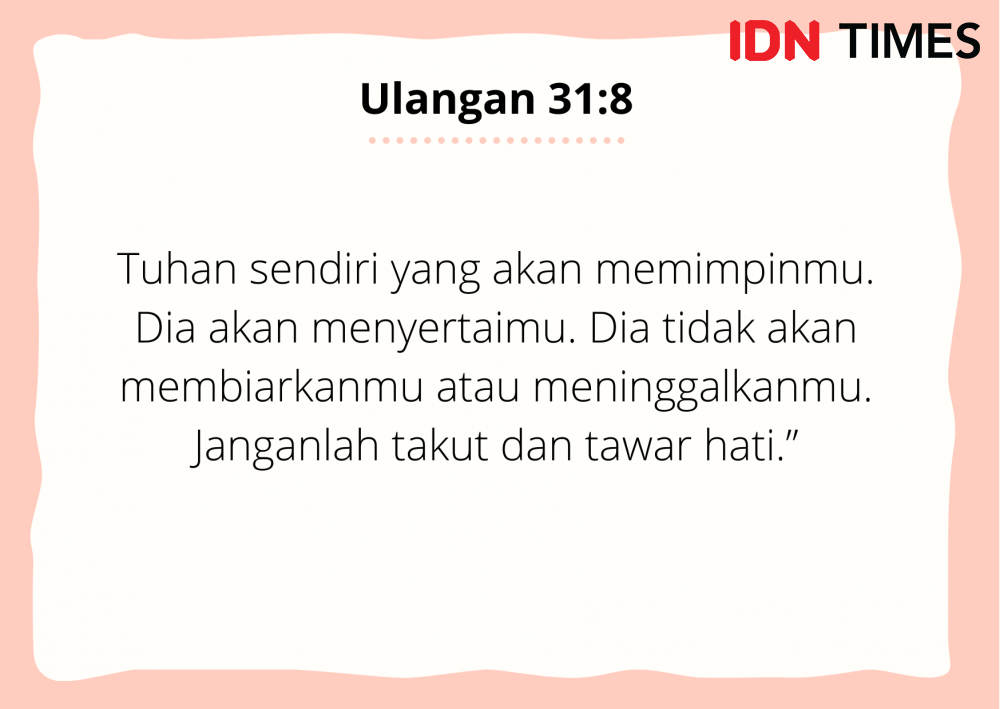 IDN TIMES
Ulangan 31:8
Tuhan sendiri yang akan memimpinmu.
Dia akan menyertaimu. Dia tidak akan
membiarkanmu atau meninggalkanmu.
Janganlah takut dan tawar hati.”